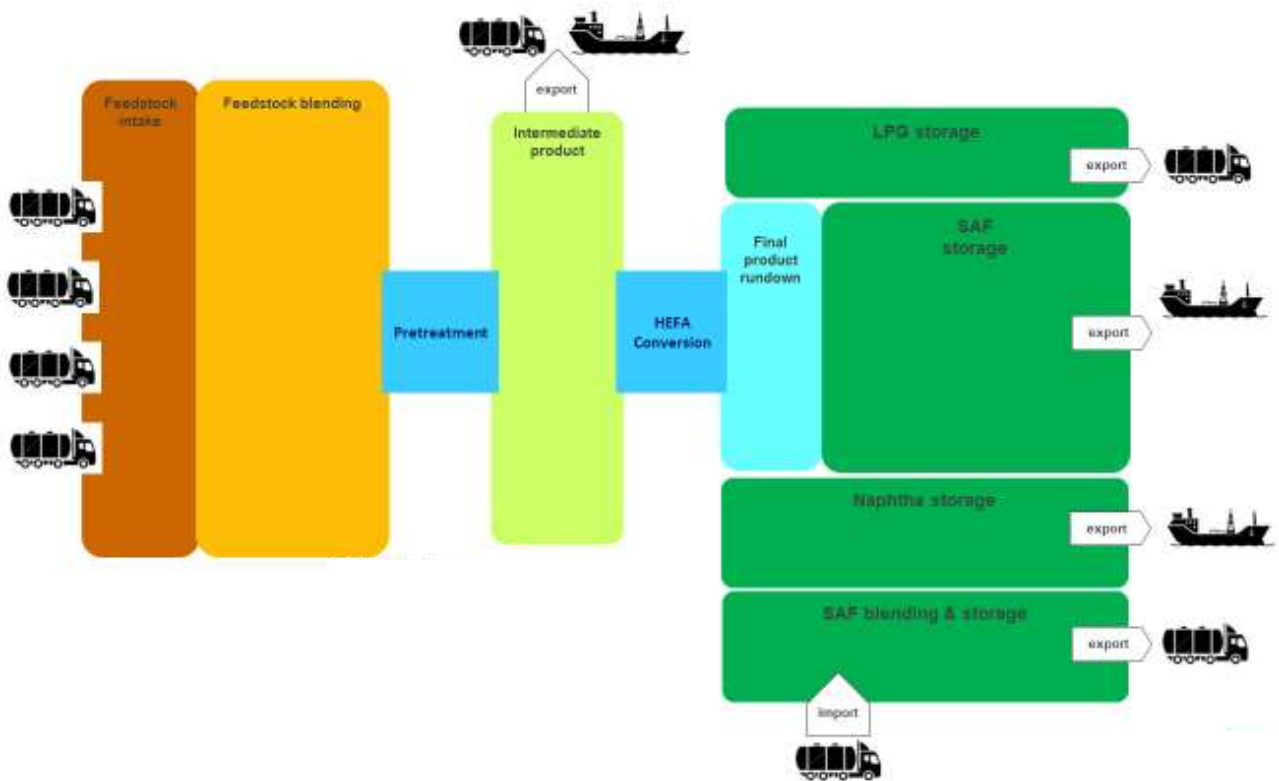 export
Feedstock
intake
Feedstock blending
Intermediate
product
LPG storage
export
Final
product
rundown
SAF
storage
export
Pretreatment
HEFA
Conversion
Naphtha storage
export
SAF blending & storage
export
import